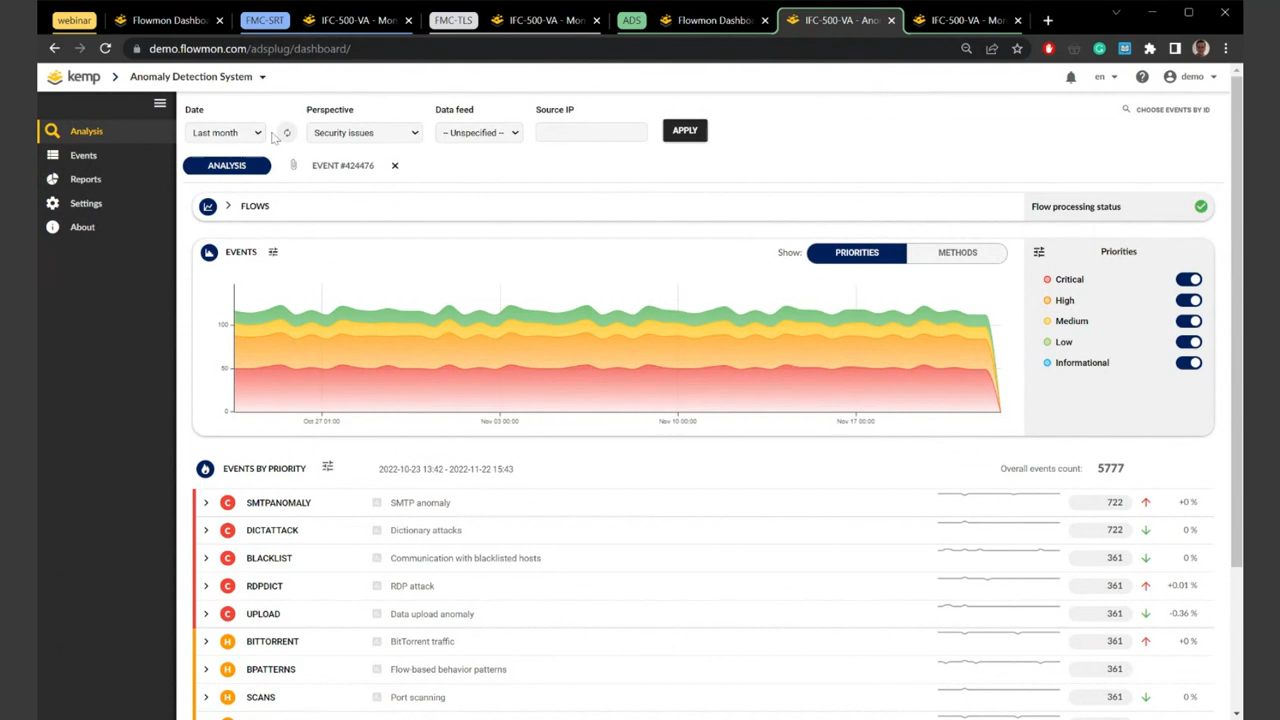 webinar
Flowmon Dashbo
FMC-SRT
IFC-500-VA - Mon
FMC-TLS
IFC-500-VA - Mon
ADS
Flowmon Dashbo
IFC-500-VA - Ano
IFC-500-VA - Mon
demo.flowmon.com/adsplug/dashboard/
kemp
Anomaly Detection System
en
demo
Analysis
Events
Reports
Settings
About
Date
Perspective
Data feed
Source IP
CHOOSE EVENTS BY ID
Last month
Security issues
-- Unspecified --
APPLY
ANALYSIS
EVENT #424476
FLOWS
Flow processing status
EVENTS
Show:
PRIORITIES
METHODS
Priorities
Critical
High
Medium
Low
Informational
100
50
0
Oct 27 01:00
Nov 03 00:00
Nov 10 00:00
Nov 17 00:00
EVENTS BY PRIORITY
2022-10-23 13:42 - 2022-11-22 15:43
Overall events count: 5777
C SMTPANOMALY SMTP anomaly 722 +0 %
C DICTATTACK Dictionary attacks 722 0 %
C BLACKLIST Communication with blacklisted hosts 361 0 %
C RDPDICT RDP attack 361 +0.01 %
C UPLOAD Data upload anomaly 361 -0.36 %
H BITTORRENT BitTorrent traffic 361 +0 %
H BPATTERNS Flow-based behavior patterns 361
H SCANS Port scanning 361 0 %